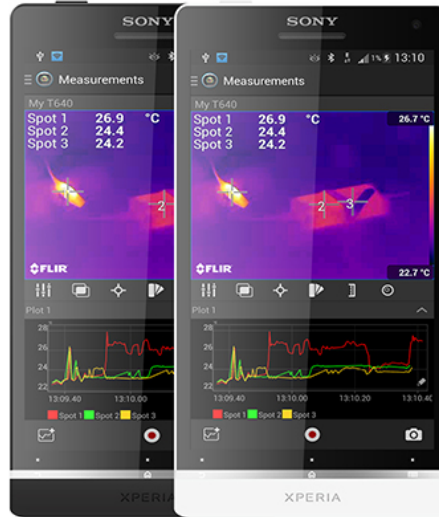 SONY
Measurements
My T640
Spot 1 26.9 °C
Spot 2 24.4
Spot 3 24.2
2
FLIR
Plot 1
28
26
24
22
13:09.40 13:10.00
Spot 1 Spot 2 Spot 3
XPERIA
SONY
1% 13:10
Measurements
My T640
Spot 1 26.9 °C 26.7 °C
Spot 2 24.4
Spot 3 24.2
2 3
FLIR 22.7 °C
Plot 1
28
26
24
22
13:09.40 13:10.00 13:10.20 13:10.40
Spot 1 Spot 2 Spot 3
XPERIA